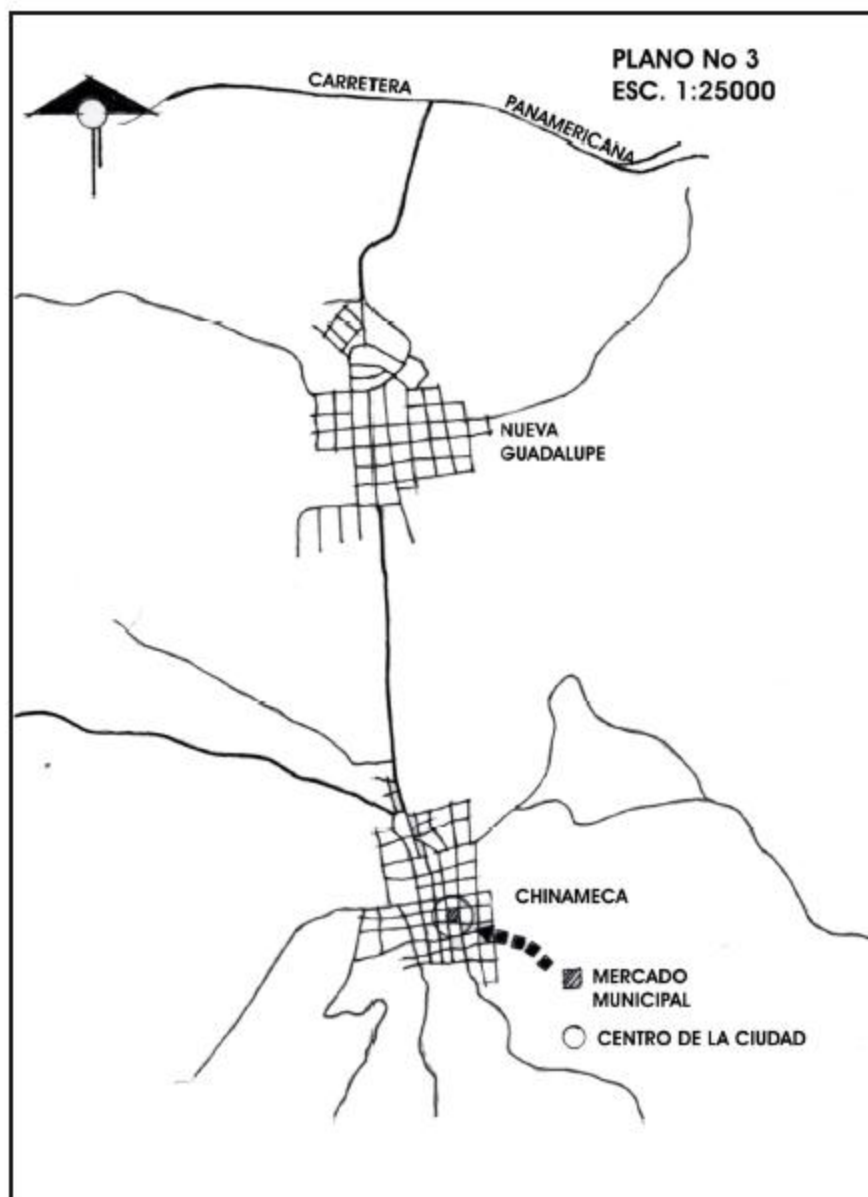 PLANO No 3
ESC. 1:25000
CARRETERA
PANAMERICANA
NUEVA
GUADALUPE
CHINAMECA
MERCADO
MUNICIPAL
CENTRO DE LA CIUDAD